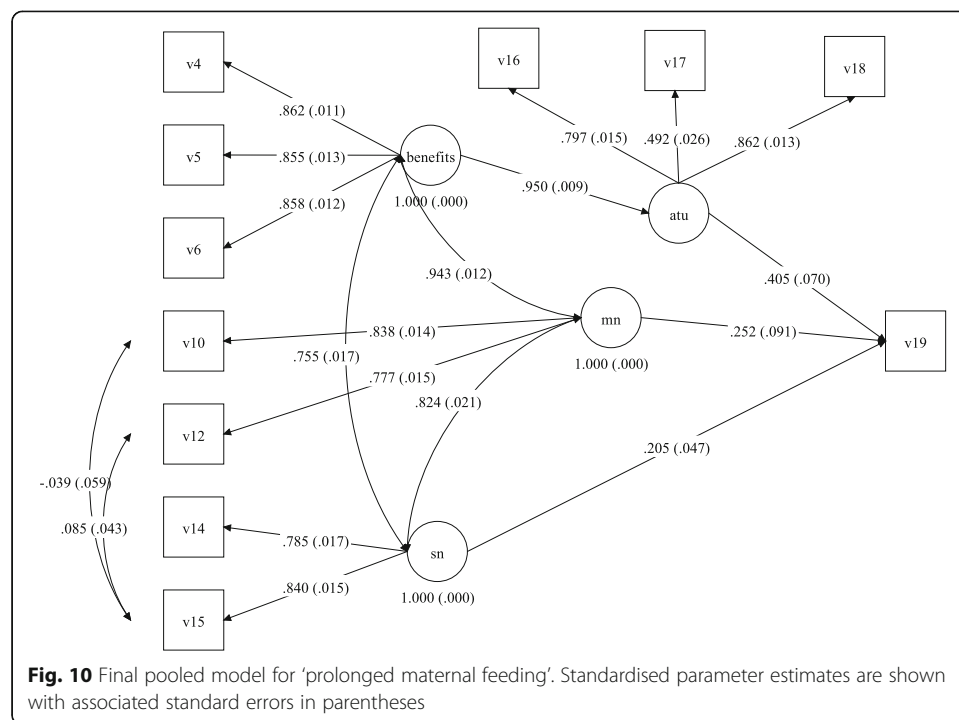 v4
v16
v17
v18
.862 (.011)
.797 (.015)
.492 (.026)
.862 (.013)
v5
.855 (.013)
benefits
.858 (.012)
1.000 (.000)
.950 (.009)
atu
v6
.943 (.012)
.405 (.070)
v10
.838 (.014)
mn
.252 (.091)
v19
.755 (.017)
1.000 (.000)
.777 (.015)
.824 (.021)
v12
.205 (.047)
-.039 (.059)
.085 (.043)
v14
.785 (.017)
sn
.840 (.015)
1.000 (.000)
v15
Fig. 10 Final pooled model for ‘prolonged maternal feeding’. Standardised parameter estimates are shown
with associated standard errors in parentheses